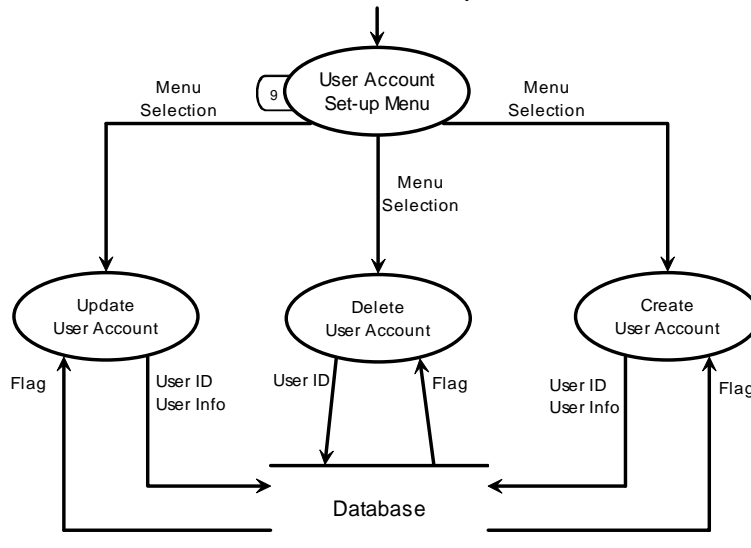 User Account
Set-up Menu
9
Menu
Selection
Menu
Selection
Menu
Selection
Update
User Account
Delete
User Account
Create
User Account
Flag
User ID
User Info
User ID
Flag
User ID
User Info
Flag
Database